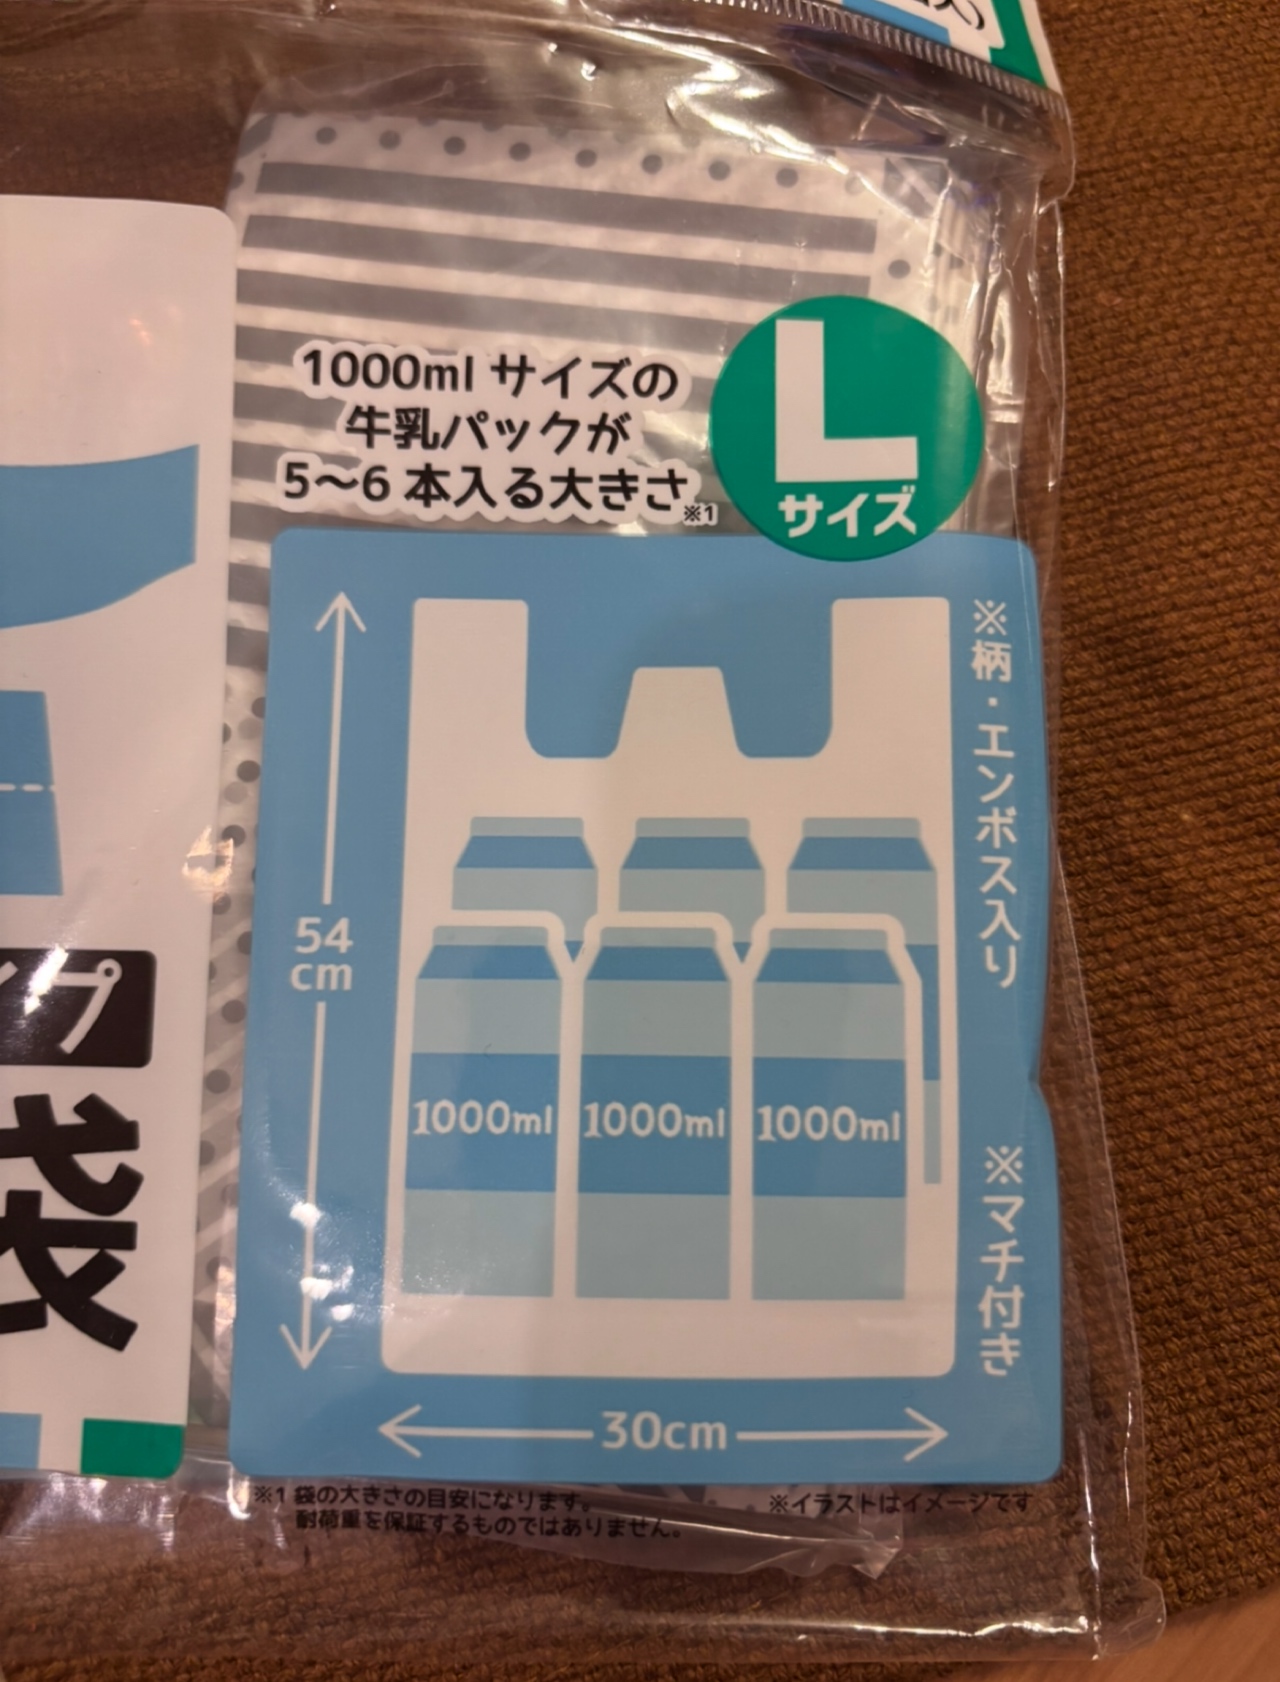 1000ml サイズの
牛乳パックが
5〜6 本入る大きさ※1
L
サイズ
※柄・エンボス入り
※マチ付き
54
cm
1000ml 1000ml 1000ml
30cm
プ
袋
※1 袋の大きさの目安になります。
耐荷重を保証するものではありません。
※イラストはイメージです